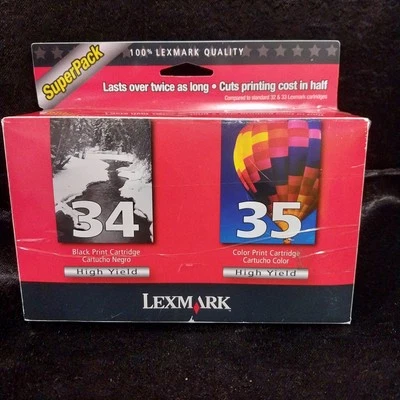 SuperPack
100% LEXMARK QUALITY
Lasts over twice as long • Cuts printing cost in half
Compared to standard 32 & 33 Lexmark cartridges
34
Black Print Cartridge
Cartucho Negro
High Yield
35
Color Print Cartridge
Cartucho Color
High Yield
LEXMARK